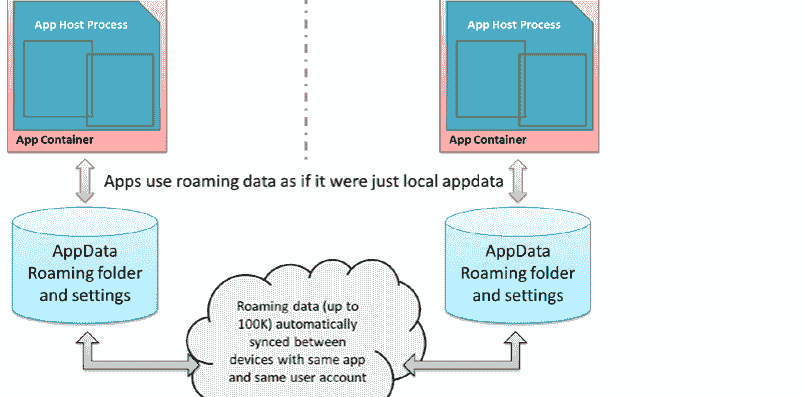 App Host Process
App Container
App Host Process
App Container
Apps use roaming data as if it were just local appdata
AppData
Roaming folder
and settings
AppData
Roaming folder
and settings
Roaming data (up to
100K) automatically
synced between
devices with same app
and same user account